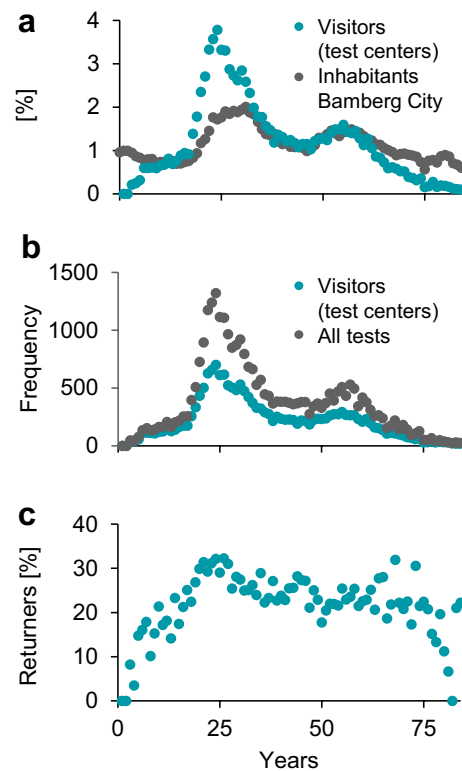 a
4
3
2
1
0
[%]
Visitors
(test centers)
Inhabitants
Bamberg City
b
1500
1000
500
0
Frequency
Visitors
(test centers)
All tests
c
40
30
20
10
0
Returners [%]
0 25 50 75
Years